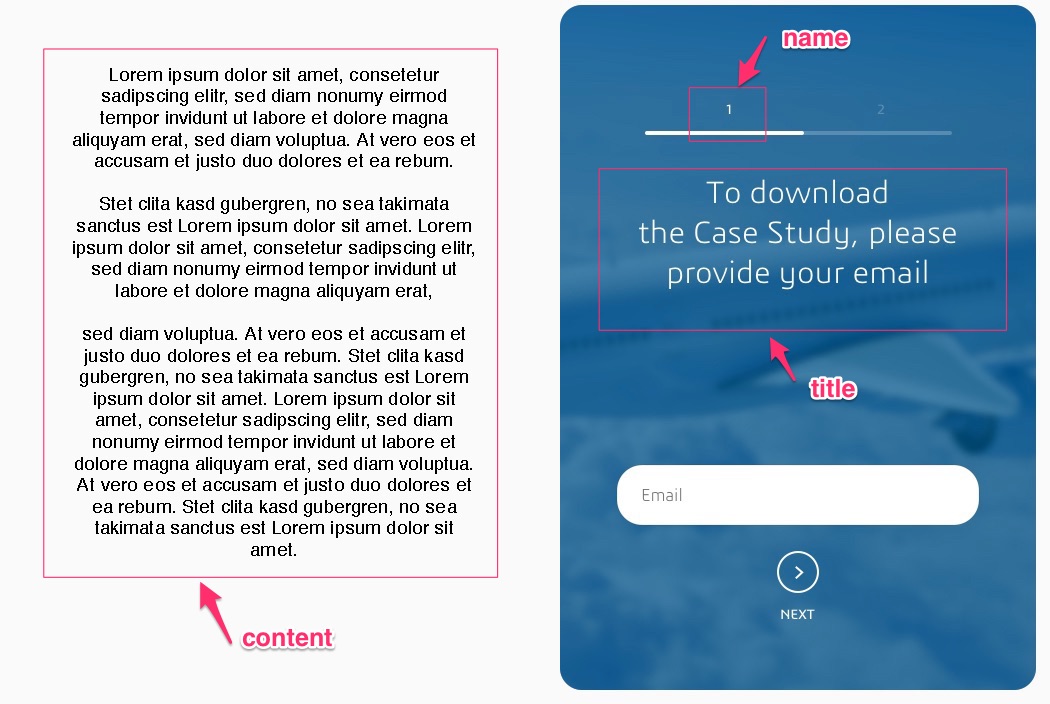 Lorem ipsum dolor sit amet, consetetur
sadipscing elitr, sed diam nonumy eirmod
tempor invidunt ut labore et dolore magna
aliquyam erat, sed diam voluptua. At vero eos et
accusam et justo duo dolores et ea rebum.
Stet clita kasd gubergren, no sea takimata
sanctus est Lorem ipsum dolor sit amet. Lorem
ipsum dolor sit amet, consetetur sadipscing elitr,
sed diam nonumy eirmod tempor invidunt ut
labore et dolore magna aliquyam erat,
sed diam voluptua. At vero eos et accusam et
justo duo dolores et ea rebum. Stet clita kasd
gubergren, no sea takimata sanctus est Lorem
ipsum dolor sit amet. Lorem ipsum dolor sit
amet, consetetur sadipscing elitr, sed diam
nonumy eirmod tempor invidunt ut labore et
dolore magna aliquyam erat, sed diam voluptua.
At vero eos et accusam et justo duo dolores et
ea rebum. Stet clita kasd gubergren, no sea
takimata sanctus est Lorem ipsum dolor sit
amet.
content
name
1 2
To download
the Case Study, please
provide your email
title
Email
NEXT